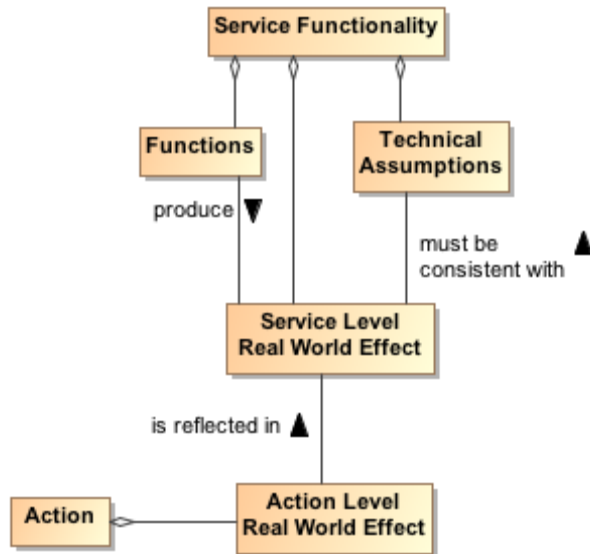 Service Functionality
Functions
Technical
Assumptions
produce
must be
consistent with
Service Level
Real World Effect
is reflected in
Action
Action Level
Real World Effect